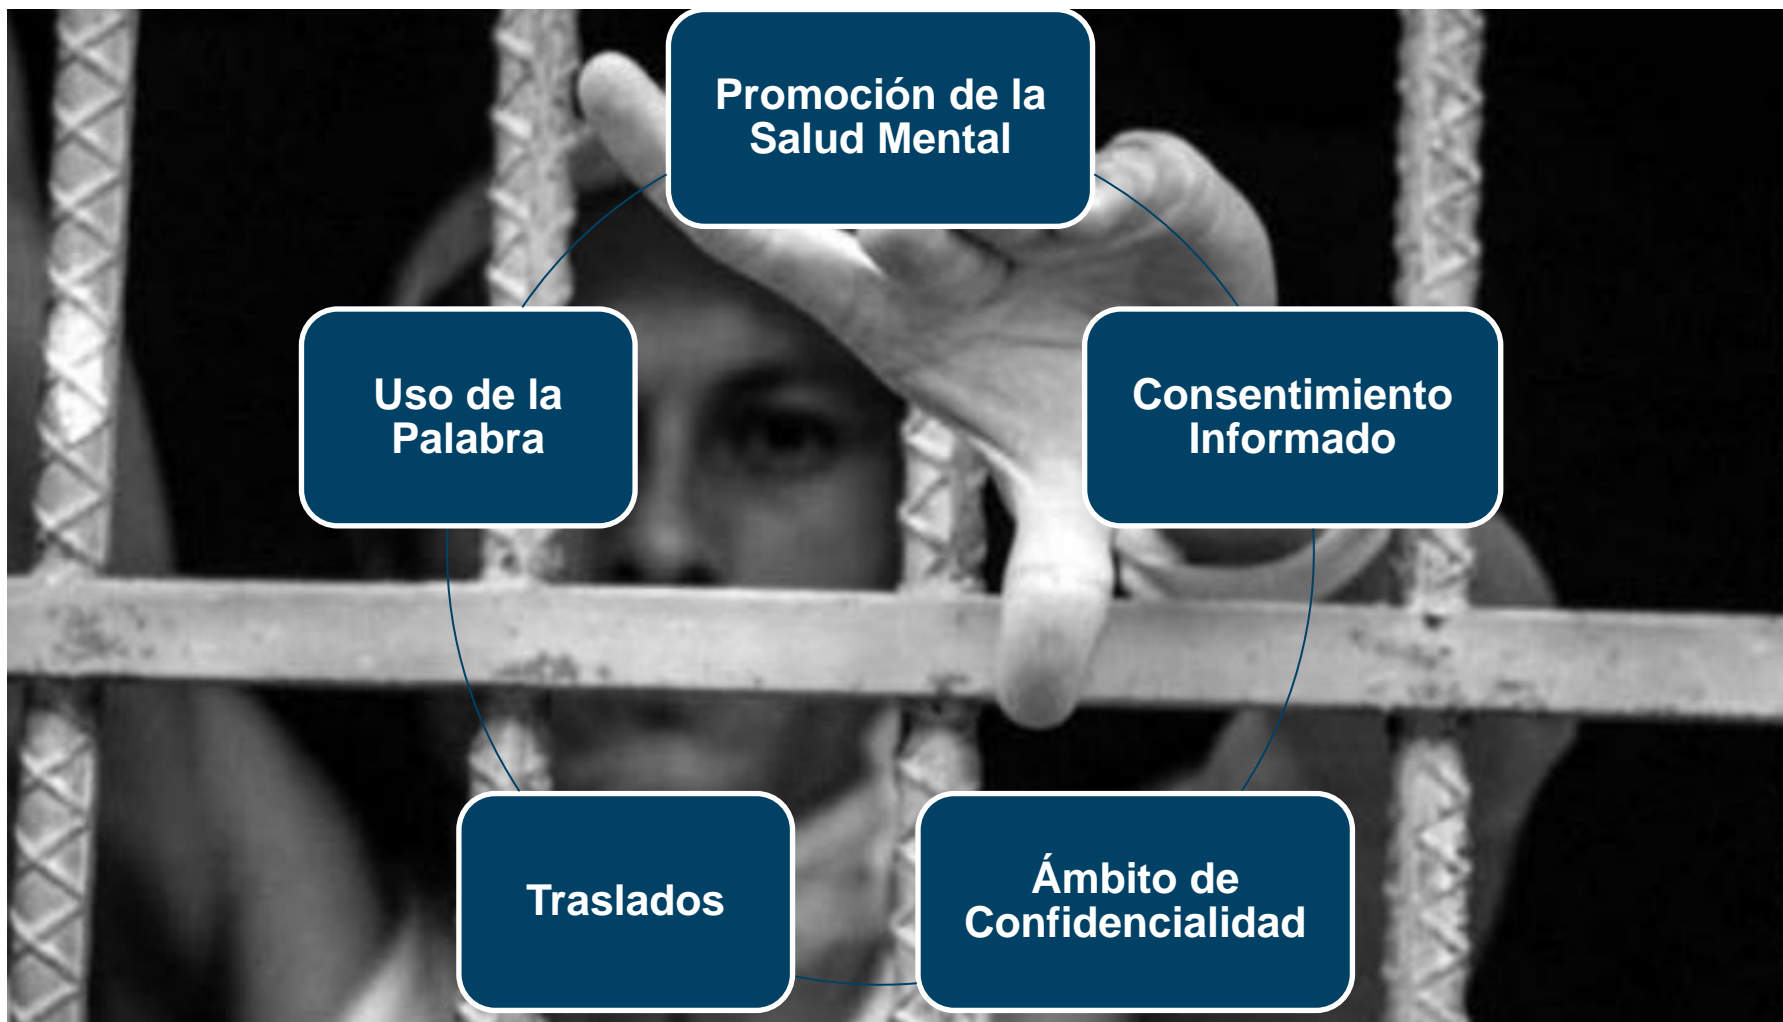 Promoción de la
Salud Mental
Uso de la
Palabra
Consentimiento
Informado
Traslados
Ámbito de
Confidencialidad